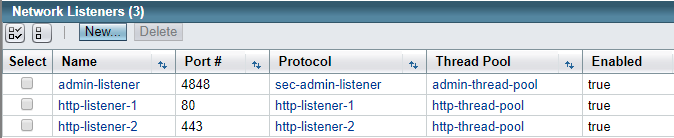 Network Listeners (3)
New... Delete
Select Name Port # Protocol Thread Pool Enabled
admin-listener 4848 sec-admin-listener admin-thread-pool true
http-listener-1 80 http-listener-1 http-thread-pool true
http-listener-2 443 http-listener-2 http-thread-pool true